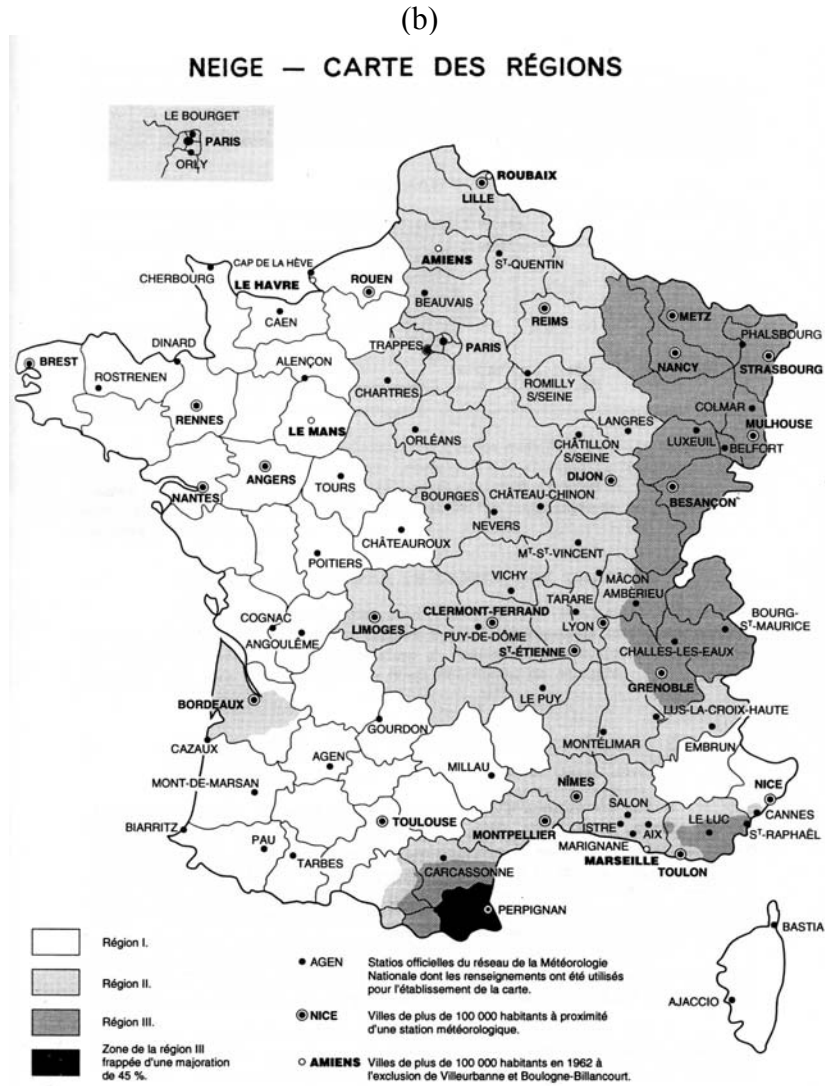 (b)
NEIGE — CARTE DES RÉGIONS
LE BOURGET
PARIS
ORLY
ROUBAIX
LILLE
CAP DE LA HÈVE
CHERBOURG
LE HAVRE
ROUEN
AMIENS
ST-QUENTIN
BEAUVAIS
CAEN
REIMS
METZ
PHALSBOURG
TRAPPES
PARIS
NANCY
STRASBOURG
DINARD
BREST
ROSTRENEN
ALENÇON
CHARTRES
ROMILLY
S/SEINE
COLMAR
RENNES
LE MANS
ORLÉANS
LANGRES
MULHOUSE
CHÂTILLON
S/SEINE
LUXEUIL
BELFORT
ANGERS
DIJON
NANTES
TOURS
BOURGES
CHÂTEAU-CHINON
BESANÇON
NEVERS
CHÂTEAUROUX
MT-ST-VINCENT
POITIERS
VICHY
MÂCON
AMBÉRIEU
COGNAC
CLERMONT-FERRAND
TARARE
BOURG-
ST-MAURICE
ANGOULÊME
LIMOGES
PUY-DE-DÔME
LYON
CHALLES-LES-EAUX
ST-ÉTIENNE
GRENOBLE
BORDEAUX
LE PUY
LUS-LA-CROIX-HAUTE
GOURDON
CAZAUX
MONTÉLIMAR
EMBRUN
AGEN
MILLAU
MONT-DE-MARSAN
NÎMES
NICE
SALON
LE LUC
CANNES
BIARRITZ
TOULOUSE
MONTPELLIER
ISTRE
AIX
ST-RAPHAËL
PAU
MARIGNANE
TARBES
MARSEILLE
TOULON
CARCASSONNE
PERPIGNAN
BASTIA
AJACCIO
Région I.
Région II.
Région III.
Zone de la région III
frappée d'une majoration
de 45 %.
AGEN Statios officielles du réseau de la Météorologie
Nationale dont les renseignements ont été utilisés
pour l'établissement de la carte.
NICE Villes de plus de 100 000 habitants à proximité
d'une station météorologique.
AMIENS Villes de plus de 100 000 habitants en 1962 à
l'exclusion de Villeurbanne et Boulogne-Billancourt.